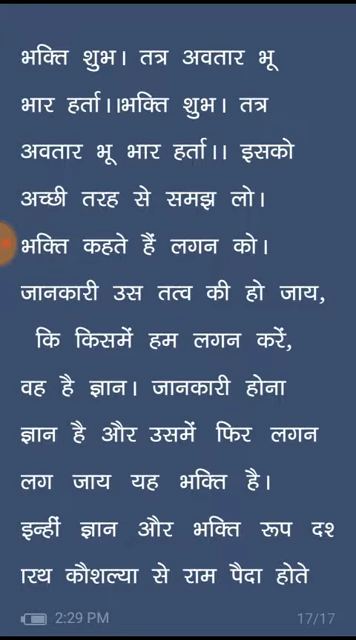 भक्ति शुभ। तत्र अवतार भू
भार हर्ता।।भक्ति शुभ। तत्र
अवतार भू भार हर्ता।। इसको
अच्छी तरह से समझ लो।
भक्ति कहते हैं लगन को।
जानकारी उस तत्व की हो जाय,
कि किसमें हम लगन करें,
वह है ज्ञान। जानकारी होना
ज्ञान है और उसमें फिर लगन
लग जाय यह भक्ति है।
इन्हीं ज्ञान और भक्ति रूप दश
ारथ कौशल्या से राम पैदा होते
2:29 PM 17/17